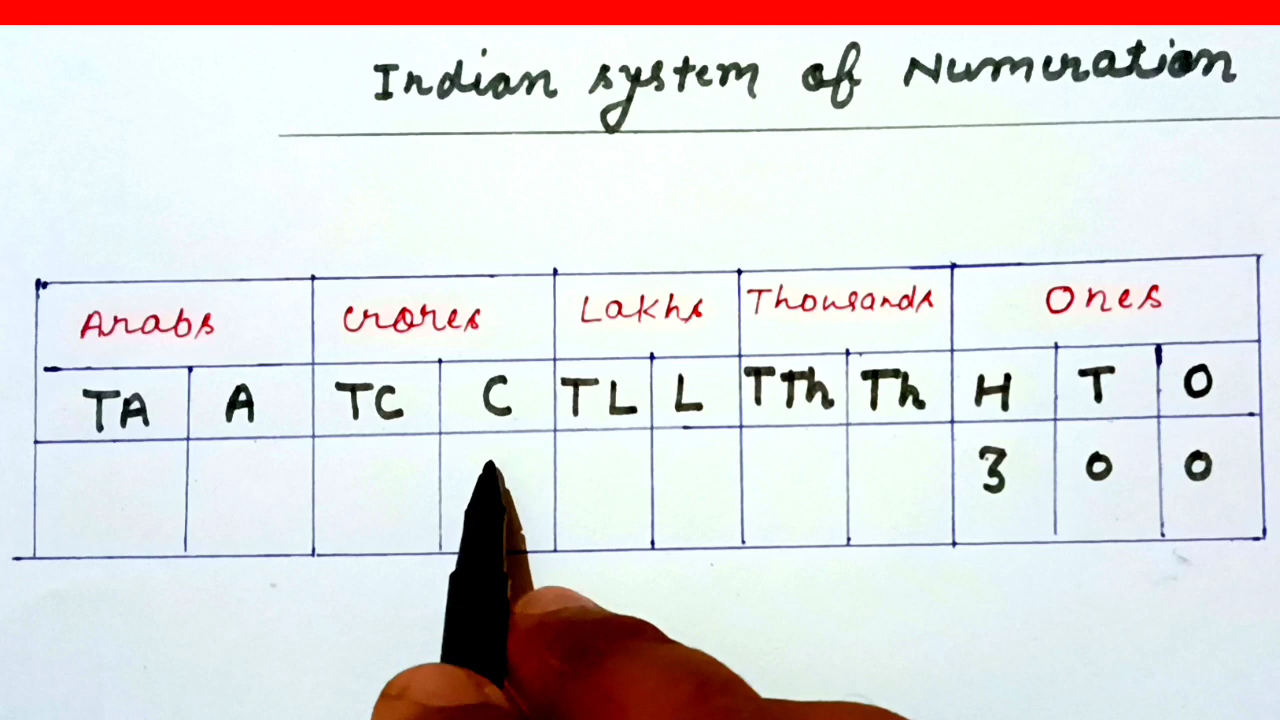 Indian system of Numeration
Arabs Crores Lakhs Thousands Ones
TA A TC C TL L TTh Th H T O
3 0 0